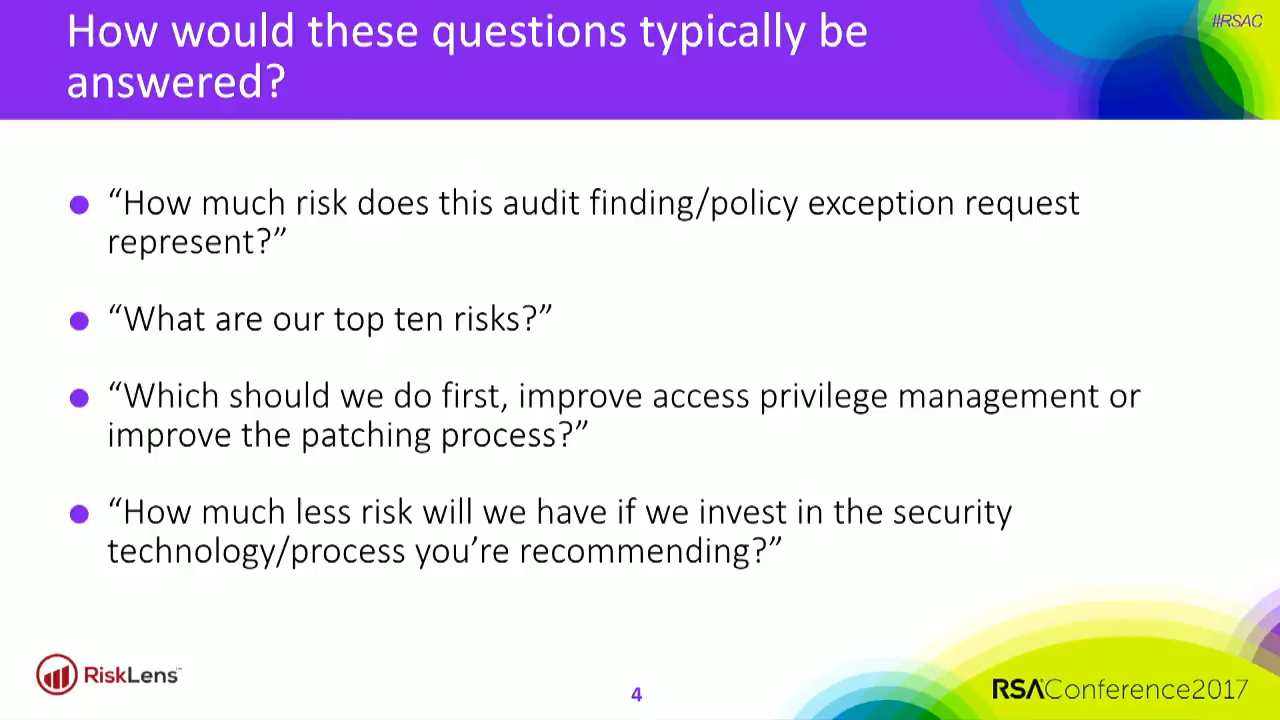 How would these questions typically be
answered?
#RSAC
“How much risk does this audit finding/policy exception request
represent?”
“What are our top ten risks?”
“Which should we do first, improve access privilege management or
improve the patching process?”
“How much less risk will we have if we invest in the security
technology/process you’re recommending?”
RiskLens™
4
RSAConference2017